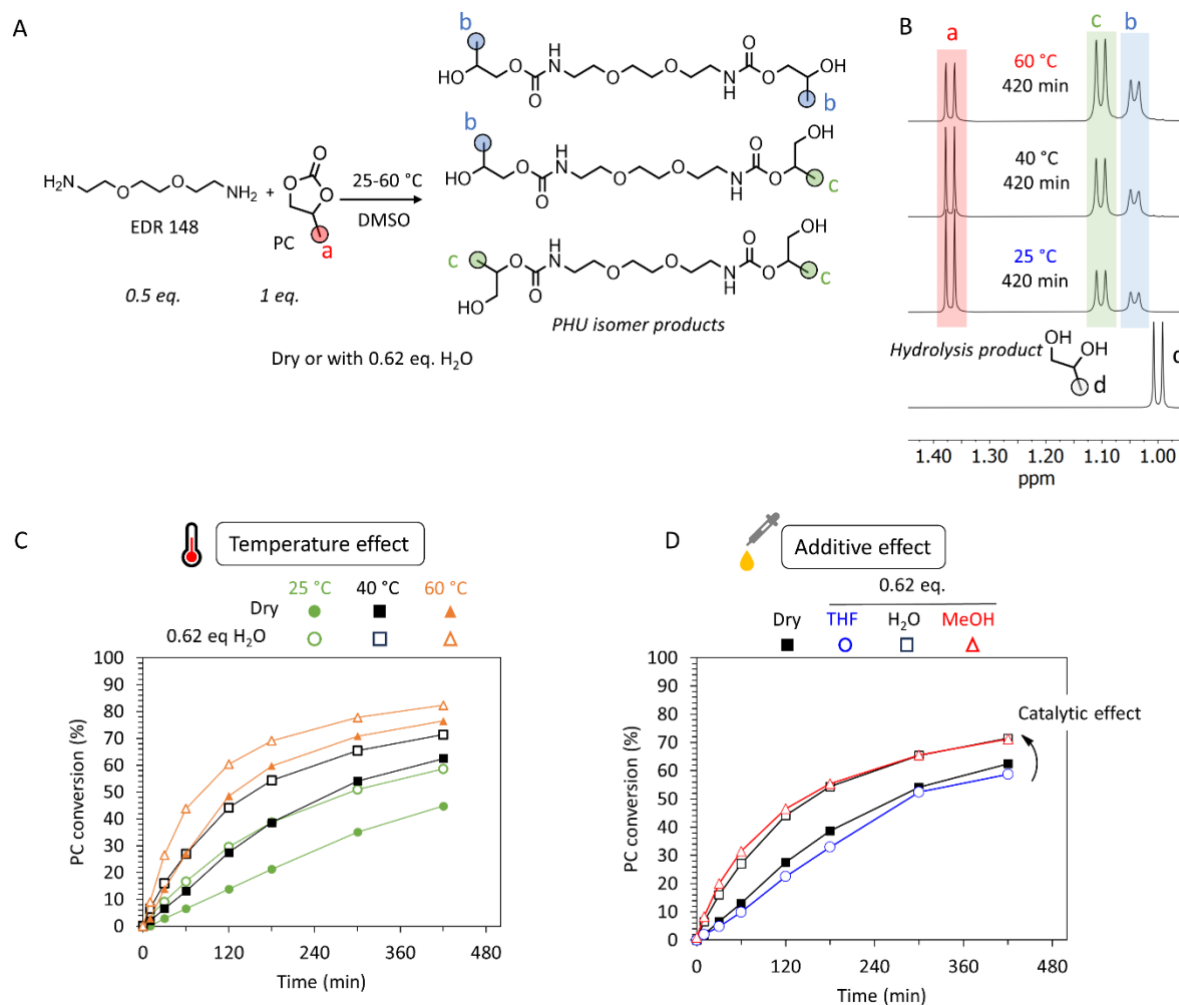 A
b
HO
O
O
H
N
O
O
N
H
O
O
OH
b
b
HO
O
O
H
N
O
O
N
H
O
O
OH
c
c
O
O
H
N
O
O
N
H
O
O
OH
HO
c
PHU isomer products
H₂N
O
O
NH₂
EDR 148
0.5 eq.
+
O
O
O
PC
a
1 eq.
25-60 °C
DMSO
Dry or with 0.62 eq. H₂O
B
a
c
b
60 °C
420 min
40 °C
420 min
25 °C
420 min
Hydrolysis product
OH
OH
d
1.40 1.30 1.20 1.10 1.00
ppm
C
Temperature effect
25 °C 40 °C 60 °C
Dry
0.62 eq H₂O
PC conversion (%)
100
90
80
70
60
50
40
30
20
10
0
0 120 240 360 480
Time (min)
D
Additive effect
0.62 eq.
Dry THF H₂O MeOH
PC conversion (%)
100
90
80
70
60
50
40
30
20
10
0
Catalytic effect
0 120 240 360 480
Time (min)